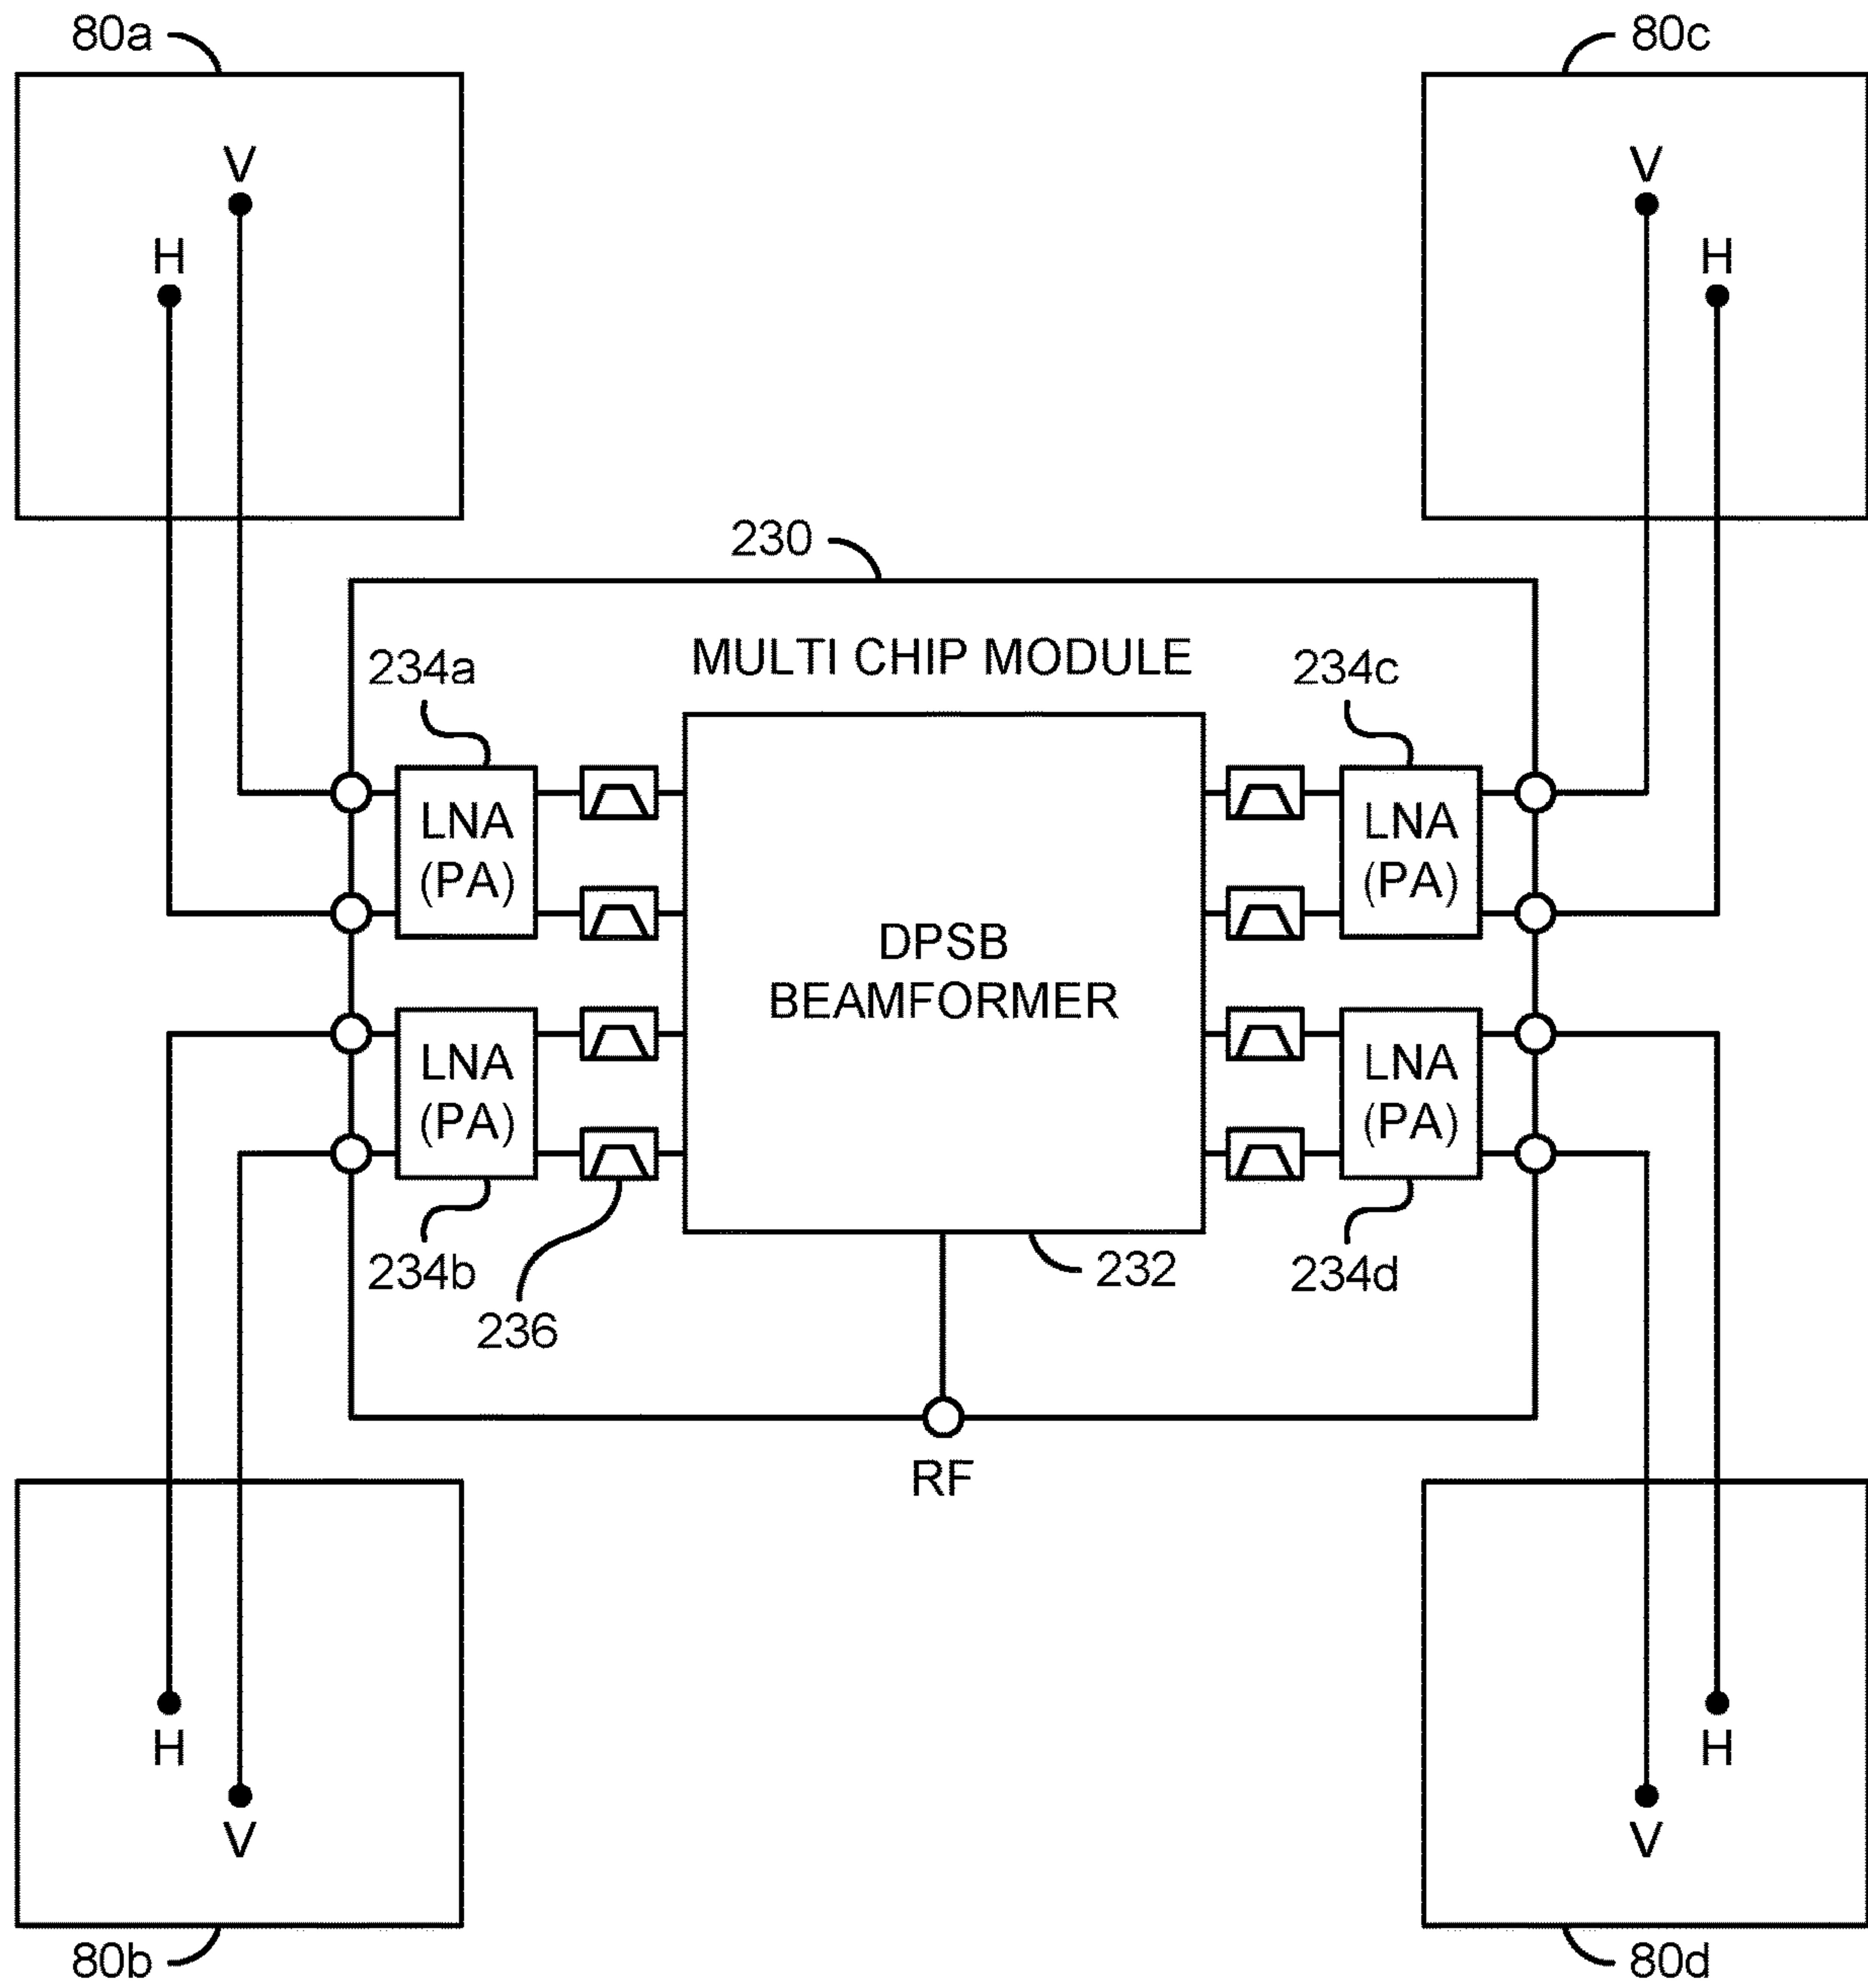 80a
80c
V
V
H
H
230
MULTI CHIP MODULE
234a
234c
LNA
(PA)
LNA
(PA)
DPSB
BEAMFORMER
LNA
(PA)
LNA
(PA)
234b
232
234d
236
RF
H
H
V
V
80b
80d